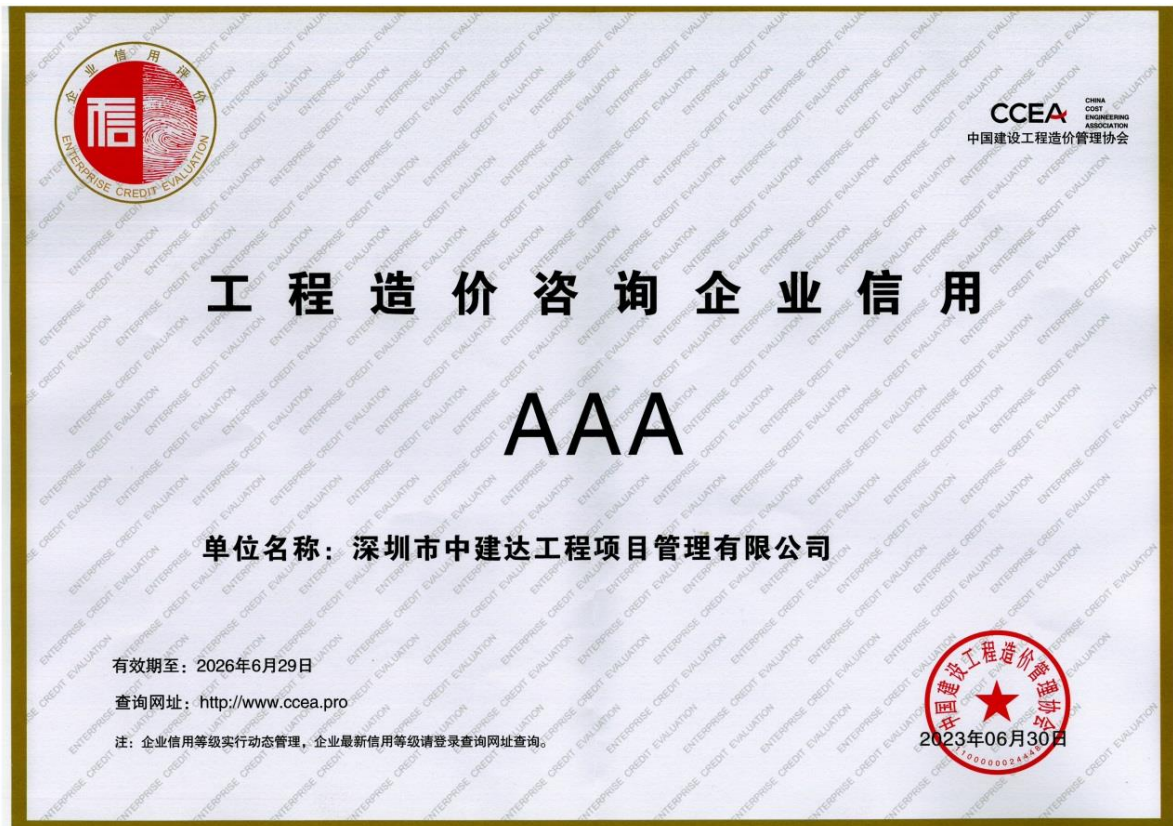 企业信用评价
信
ENTERPRISE CREDIT EVALUATION
CCEA
CHINA
COST
ENGINEERING
ASSOCIATION
中国建设工程造价管理协会
工程造价咨询企业信用
AAA
单位名称：深圳市中建达工程项目管理有限公司
有效期至：2026年6月29日
查询网址：http://www.ccea.pro
注：企业信用等级实行动态管理，企业最新信用等级请登录查询网址查询。
中国建设工程造价管理协会
2023年06月30日